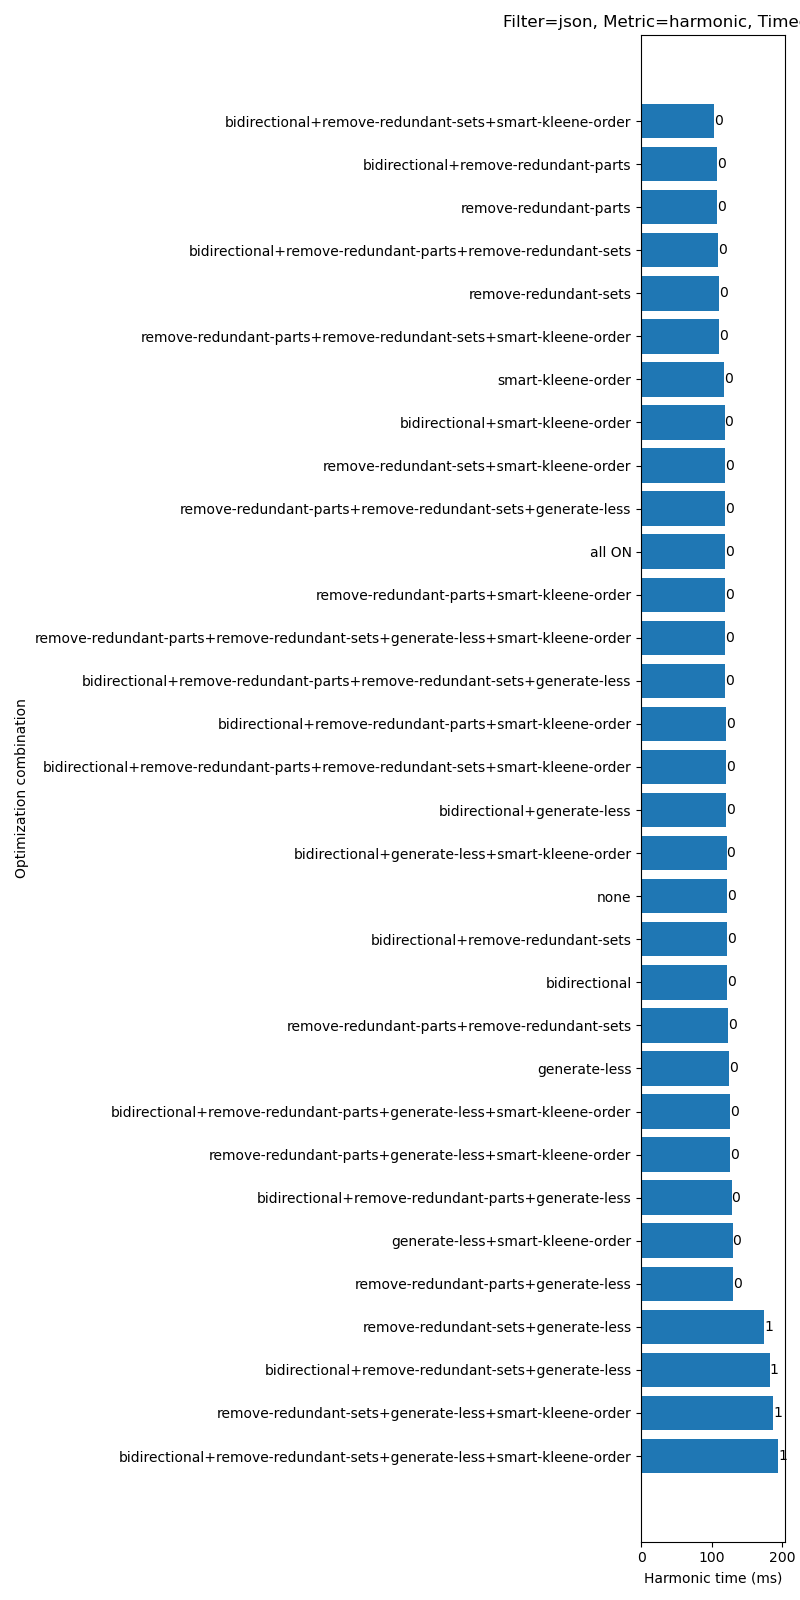 Filter=json, Metric=harmonic, Time
bidirectional+remove-redundant-sets+smart-kleene-order 0
bidirectional+remove-redundant-parts 0
remove-redundant-parts 0
bidirectional+remove-redundant-parts+remove-redundant-sets 0
remove-redundant-sets 0
remove-redundant-parts+remove-redundant-sets+smart-kleene-order 0
smart-kleene-order 0
bidirectional+smart-kleene-order 0
remove-redundant-sets+smart-kleene-order 0
remove-redundant-parts+remove-redundant-sets+generate-less 0
all ON 0
remove-redundant-parts+smart-kleene-order 0
remove-redundant-parts+remove-redundant-sets+generate-less+smart-kleene-order 0
bidirectional+remove-redundant-parts+remove-redundant-sets+generate-less 0
bidirectional+remove-redundant-parts+smart-kleene-order 0
bidirectional+remove-redundant-parts+remove-redundant-sets+smart-kleene-order 0
bidirectional+generate-less 0
bidirectional+generate-less+smart-kleene-order 0
none 0
bidirectional+remove-redundant-sets 0
bidirectional 0
remove-redundant-parts+remove-redundant-sets 0
generate-less 0
bidirectional+remove-redundant-parts+generate-less+smart-kleene-order 0
remove-redundant-parts+generate-less+smart-kleene-order 0
bidirectional+remove-redundant-parts+generate-less 0
generate-less+smart-kleene-order 0
remove-redundant-parts+generate-less 0
remove-redundant-sets+generate-less 1
bidirectional+remove-redundant-sets+generate-less 1
remove-redundant-sets+generate-less+smart-kleene-order 1
bidirectional+remove-redundant-sets+generate-less+smart-kleene-order 1
Optimization combination
0 100 200
Harmonic time (ms)